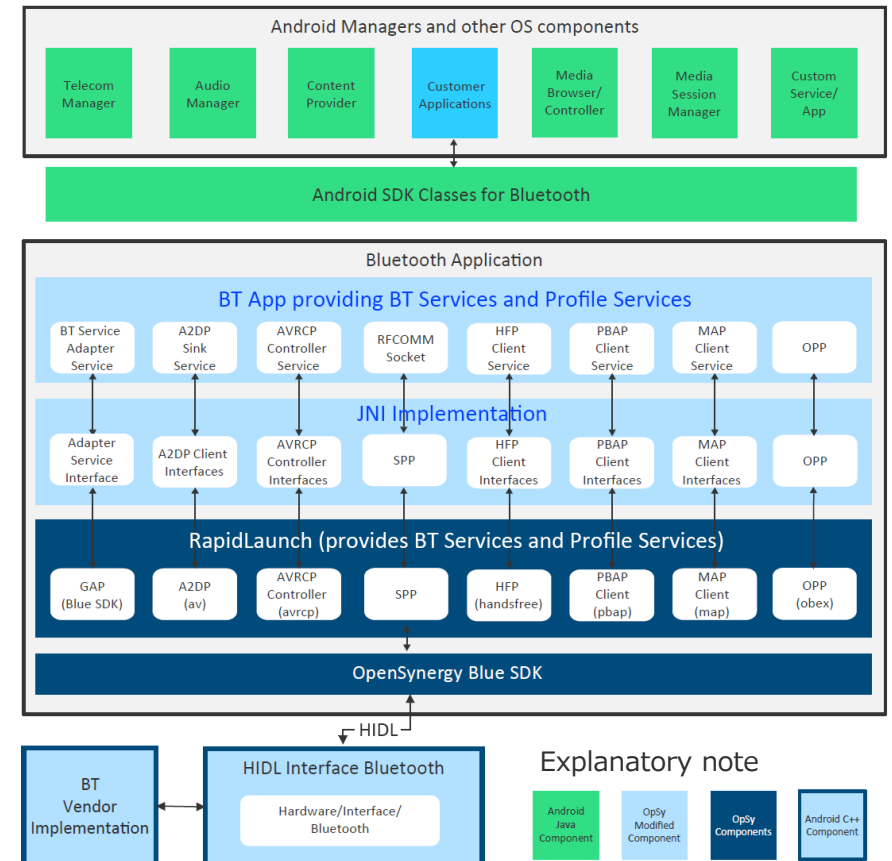 Android Managers and other OS components
Telecom
Manager
Audio
Manager
Content
Provider
Customer
Applications
Media
Browser/
Controller
Media
Session
Manager
Custom
Service/
App
Android SDK Classes for Bluetooth
Bluetooth Application
BT App providing BT Services and Profile Services
BT Service
Adapter
Service
A2DP
Sink
Service
AVRCP
Controller
Service
RFCOMM
Socket
HFP
Client
Service
PBAP
Client
Service
MAP
Client
Service
OPP
JNI Implementation
Adapter
Service
Interface
A2DP Client
Interfaces
AVRCP
Controller
Interfaces
SPP
HFP
Client
Interfaces
PBAP
Client
Interfaces
MAP
Client
Interfaces
OPP
RapidLaunch (provides BT Services and Profile Services)
GAP
(Blue SDK)
A2DP
(av)
AVRCP
Controller
(avrcp)
SPP
HFP
(handsfree)
PBAP
Client
(pbap)
MAP
Client
(map)
OPP
(obex)
OpenSynergy Blue SDK
HIDL
BT
Vendor
Implementation
HIDL Interface Bluetooth
Hardware/Interface/
Bluetooth
Explanatory note
Android
Java
Component
OpSy
Modified
Component
OpSy
Components
Android C++
Component